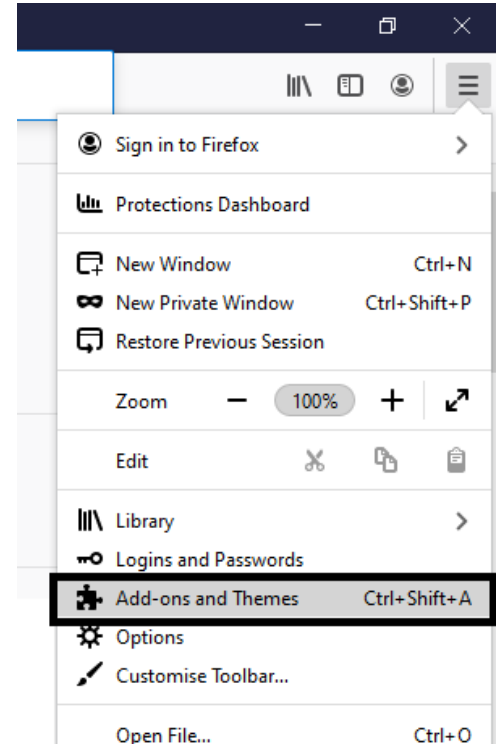 Sign in to Firefox
Protections Dashboard
New Window Ctrl+N
New Private Window Ctrl+Shift+P
Restore Previous Session
Zoom 100%
Edit
Library
Logins and Passwords
Add-ons and Themes Ctrl+Shift+A
Options
Customise Toolbar...
Open File... Ctrl+O